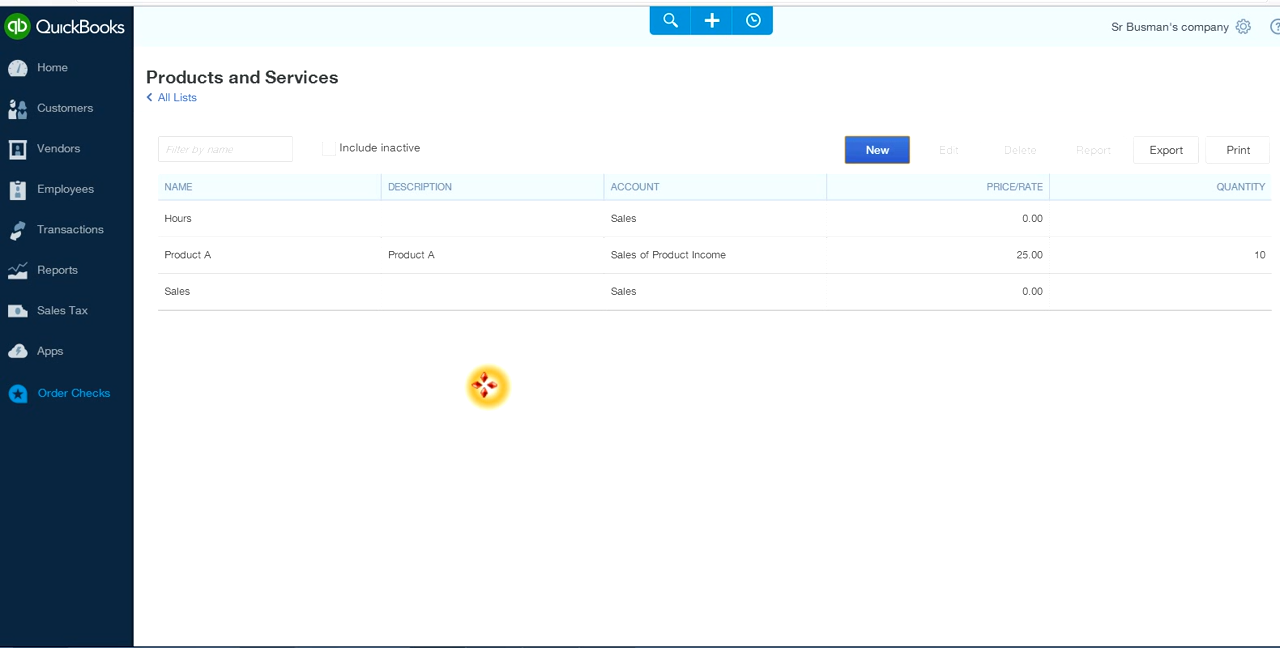 qb QuickBooks
Sr Busman's company
Home
Customers
Vendors
Employees
Transactions
Reports
Sales Tax
Apps
Order Checks
Products and Services
All Lists
Filter by name
Include inactive
New Edit Delete Report Export Print
NAME DESCRIPTION ACCOUNT PRICE/RATE QUANTITY
Hours Sales 0.00
Product A Product A Sales of Product Income 25.00 10
Sales Sales 0.00